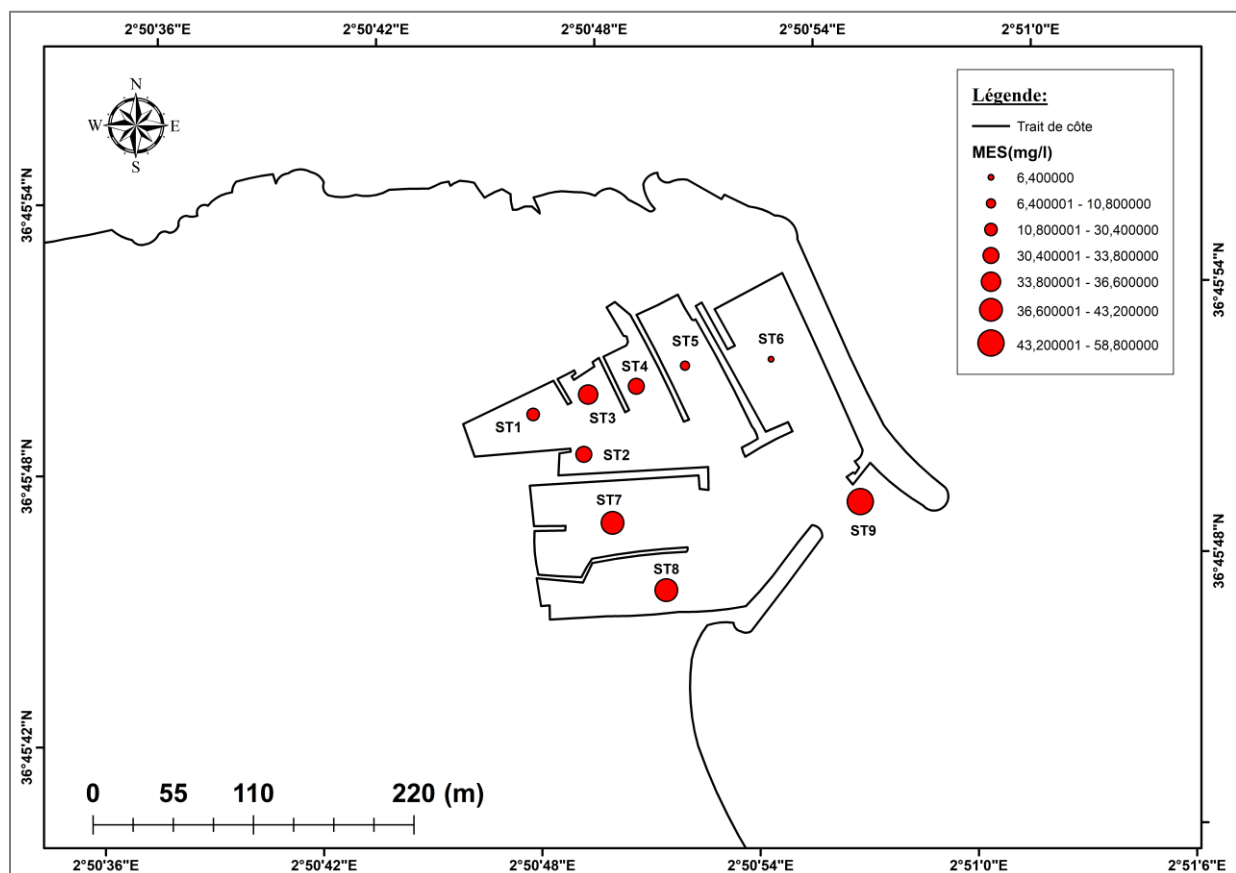 2°50'36"E 2°50'42"E 2°50'48"E 2°50'54"E 2°51'0"E
N
W E
S
Légende:
Trait de côte
MES(mg/l)
6,400000
6,400001 - 10,800000
10,800001 - 30,400000
30,400001 - 33,800000
33,800001 - 36,600000
36,600001 - 43,200000
43,200001 - 58,800000
36°45'54"N
36°45'54"N
ST6
ST5
ST4
ST3
ST1
ST2
36°45'48"N
ST7
ST9
36°45'48"N
ST8
36°45'42"N
0 55 110 220 (m)
2°50'36"E 2°50'42"E 2°50'48"E 2°50'54"E 2°51'0"E 2°51'6"E